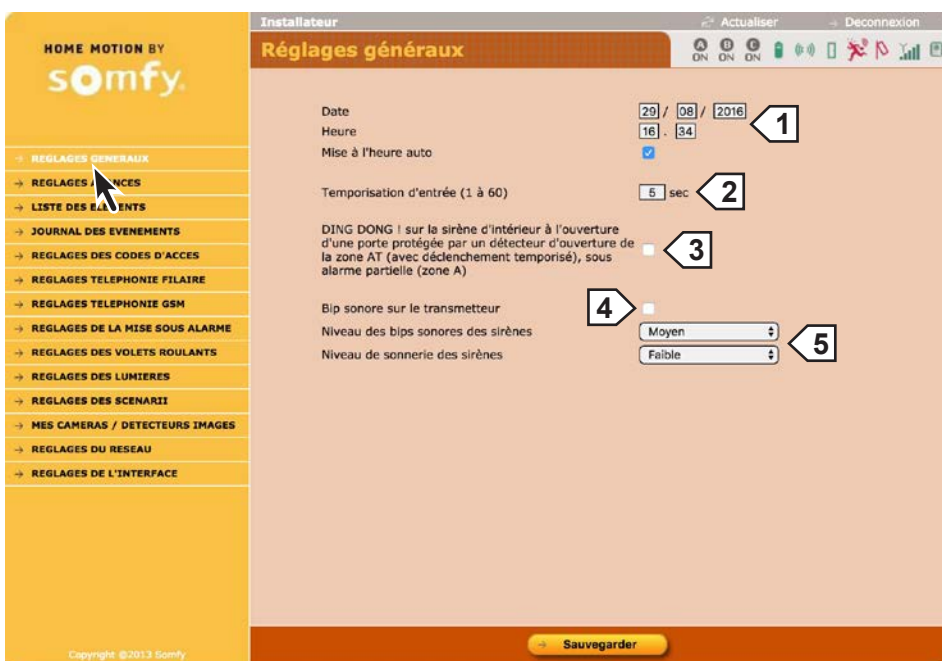 Installateur
Actualiser
→ Deconnexion
HOME MOTION BY
somfy.
Réglages généraux
A B C
ON ON ON
Date 29 / 08 / 2016
Heure 16 . 34
1
Mise à l'heure auto
Temporisation d'entrée (1 à 60) 5 sec
2
DING DONG ! sur la sirène d'intérieur à l'ouverture
d'une porte protégée par un détecteur d'ouverture de
la zone AT (avec déclenchement temporisé), sous
alarme partielle (zone A)
3
Bip sonore sur le transmetteur
4
Niveau des bips sonores des sirènes Moyen
Niveau de sonnerie des sirènes Faible
5
→ REGLAGES GENERAUX
→ REGLAGES
→ LISTE DES
→ JOURNAL DES EVENEMENTS
→ REGLAGES DES CODES D'ACCES
→ REGLAGES TELEPHONIE FILAIRE
→ REGLAGES TELEPHONIE GSM
→ REGLAGES DE LA MISE SOUS ALARME
→ REGLAGES DES VOLETS ROULANTS
→ REGLAGES DES LUMIERES
→ REGLAGES DES SCENARII
→ MES CAMERAS / DETECTEURS IMAGES
→ REGLAGES DU RESEAU
→ REGLAGES DE L'INTERFACE
→ Sauvegarder
Copyright @2013 Somfy